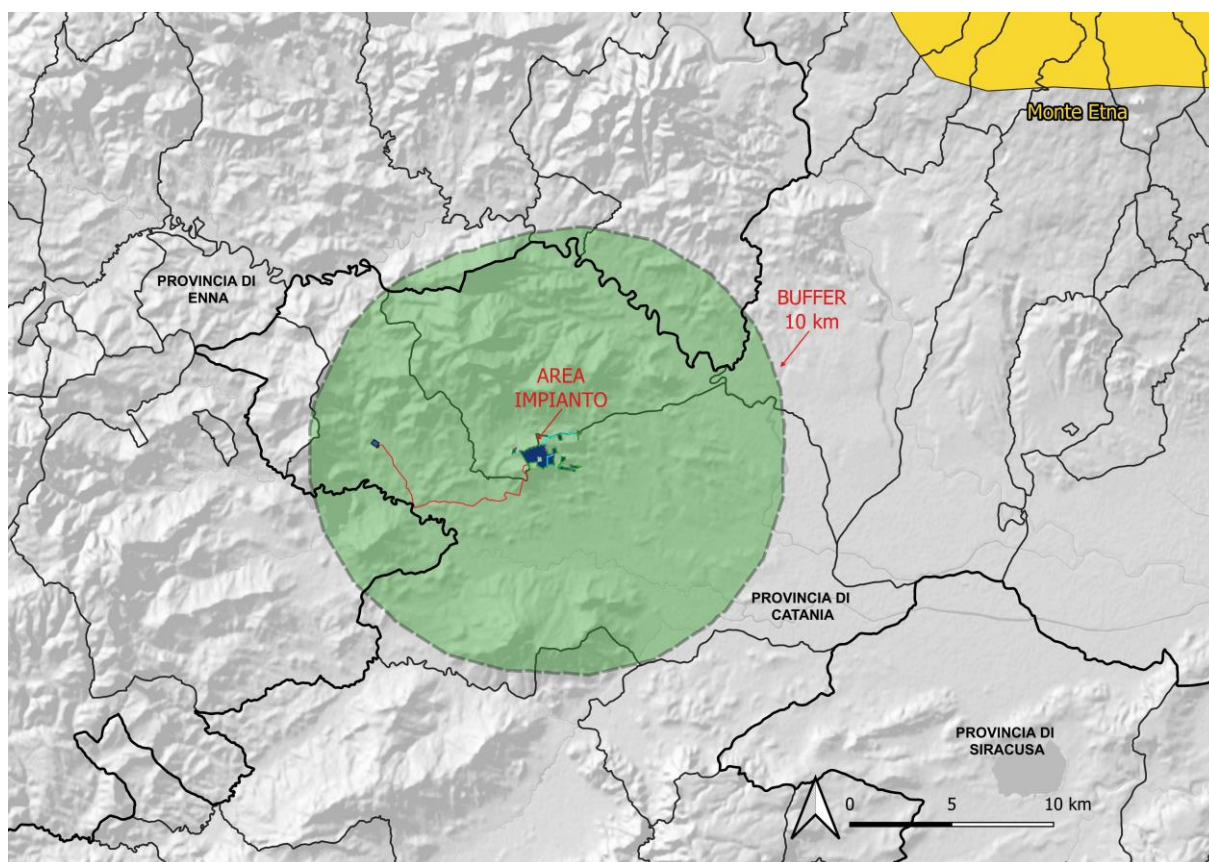 Monte Etna
PROVINCIA DI
ENNA
BUFFER
10 km
AREA
IMPIANTO
PROVINCIA DI
CATANIA
PROVINCIA DI
SIRACUSA
0 5 10 km